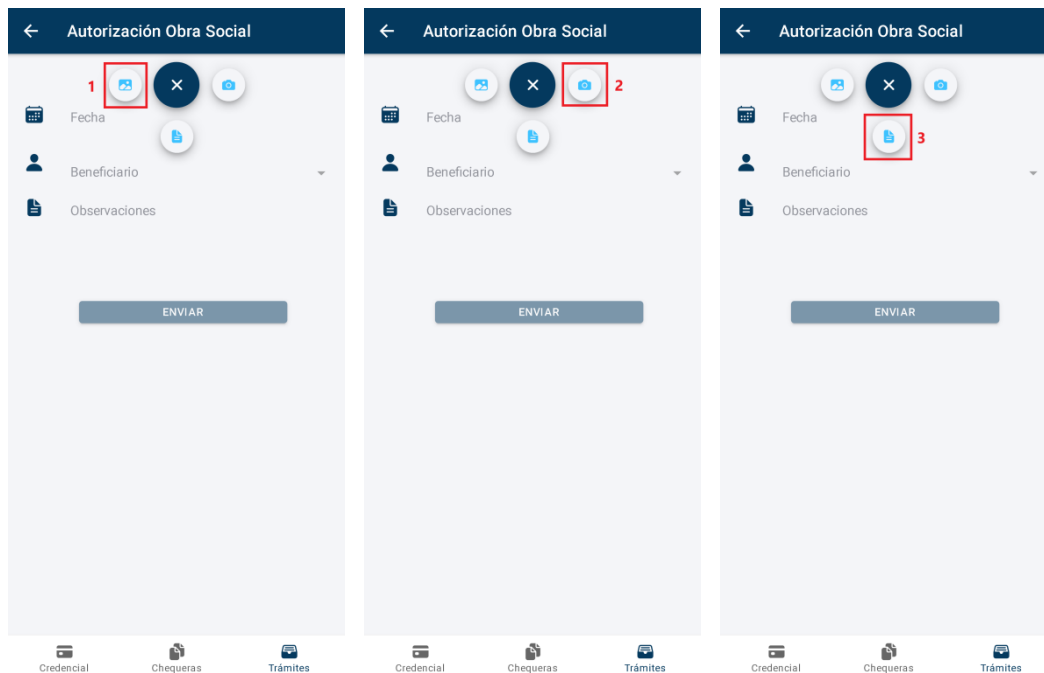 Autorización Obra Social
1
Fecha
Beneficiario
Observaciones
ENVIAR
Credencial
Chequeras
Trámites
Autorización Obra Social
2
Fecha
Beneficiario
Observaciones
ENVIAR
Credencial
Chequeras
Trámites
Autorización Obra Social
Fecha
3
Beneficiario
Observaciones
ENVIAR
Credencial
Chequeras
Trámites